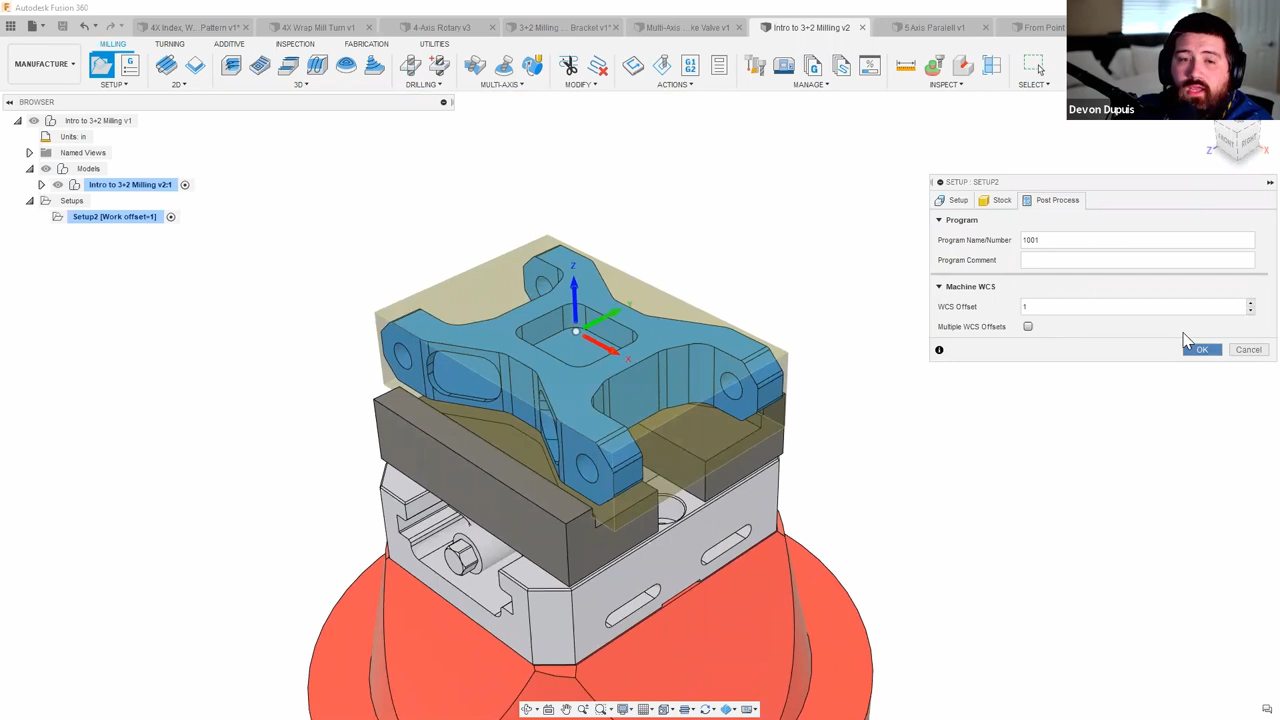 Autodesk Fusion 360
4X Index, W... Pattern v1*
4X Wrap Mill Turn v1
4-Axis Rotary v3
3+2 Milling ... Bracket v1*
Multi-Axis ...ke Valve v1
Intro to 3+2 Milling v2
5 Axis Paralell v1
From Point
MILLING
TURNING
ADDITIVE
INSPECTION
FABRICATION
UTILITIES
MANUFACTURE
SETUP
2D
3D
DRILLING
MULTI-AXIS
MODIFY
ACTIONS
MANAGE
INSPECT
SELECT
G1
G2
Devon Dupuis
BROWSER
Intro to 3+2 Milling v1
Units: in
Named Views
Models
Intro to 3+2 Milling v2:1
Setups
Setup2 [Work offset=1]
FRONT
RIGHT
Z
X
SETUP : SETUP2
Setup
Stock
Post Process
Program
Program Name/Number
1001
Program Comment
Machine WCS
WCS Offset
1
Multiple WCS Offsets
OK
Cancel
Z
Y
X